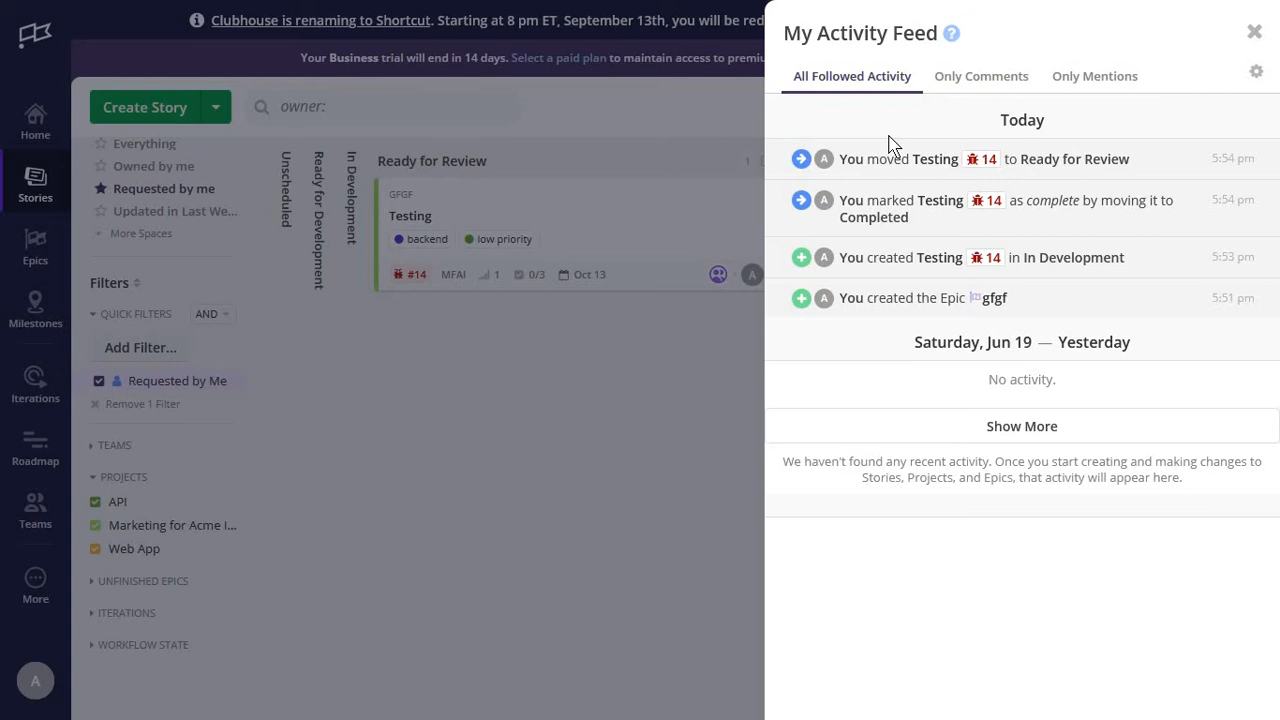 Clubhouse is renaming to Shortcut. Starting at 8 pm ET, September 13th, you will be red
Your Business trial will end in 14 days. Select a paid plan to maintain access to premiu
Create Story
owner:
Home
Stories
Epics
Milestones
Iterations
Roadmap
Teams
More
A
Everything
Owned by me
Requested by me
Updated in Last We...
+ More Spaces
Filters
QUICK FILTERS
AND
Add Filter...
Requested by Me
Remove 1 Filter
TEAMS
PROJECTS
API
Marketing for Acme I...
Web App
UNFINISHED EPICS
ITERATIONS
WORKFLOW STATE
Unscheduled
Ready for Development
In Development
Ready for Review
1
GFGF
Testing
backend
low priority
#14 MFAI 1 0/3 Oct 13 A
My Activity Feed ?
All Followed Activity
Only Comments
Only Mentions
Today
A You moved Testing 14 to Ready for Review 5:54 pm
A You marked Testing 14 as complete by moving it to 5:54 pm
Completed
A You created Testing 14 in In Development 5:53 pm
A You created the Epic gfgf 5:51 pm
Saturday, Jun 19 — Yesterday
No activity.
Show More
We haven't found any recent activity. Once you start creating and making changes to
Stories, Projects, and Epics, that activity will appear here.